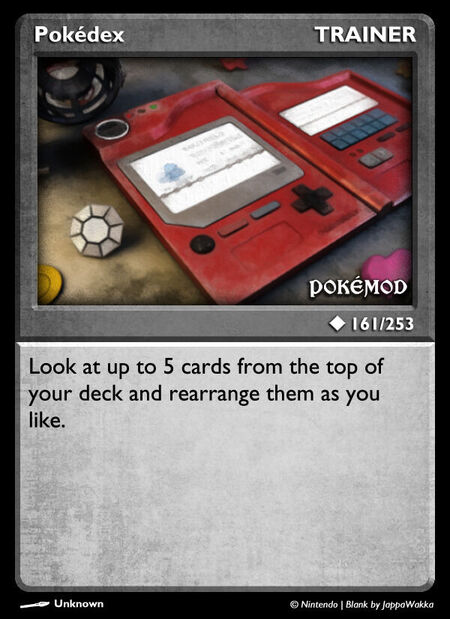 Pokédex TRAINER
POKÉMOD
◆ 161/253
Look at up to 5 cards from the top of
your deck and rearrange them as you
like.
Unknown © Nintendo | Blank by JappaWakka